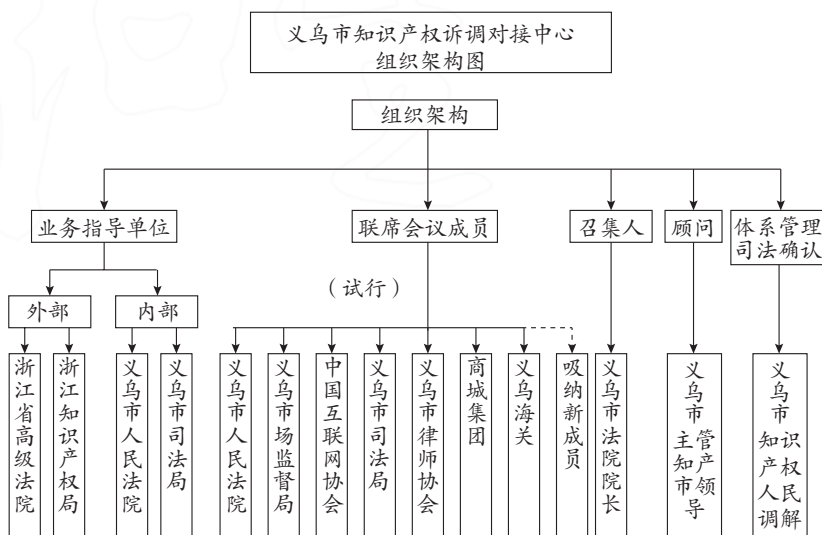 义乌市知识产权诉调对接中心
组织架构图
组织架构
业务指导单位
联席会议成员
召集人
顾问
体系管理
司法确认
（试行）
外部
内部
浙江省高级法院
浙江知识产权局
义乌市人民法院
义乌市司法局
义乌市人民法院
义乌市场监督局
中国互联网协会
义乌市司法局
义乌市律师协会
商城集团
义乌海关
吸纳新成员
义乌市法院院长
义乌市主管知产市领导
义乌市知识产权人民调解